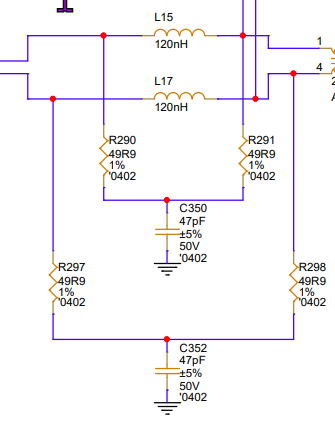 L15
120nH
1
L17
4
120nH
R290
49R9
1%
'0402
R291
49R9
1%
'0402
C350
47pF
±5%
50V
'0402
R297
49R9
1%
'0402
R298
49R9
1%
'0402
C352
47pF
±5%
50V
'0402